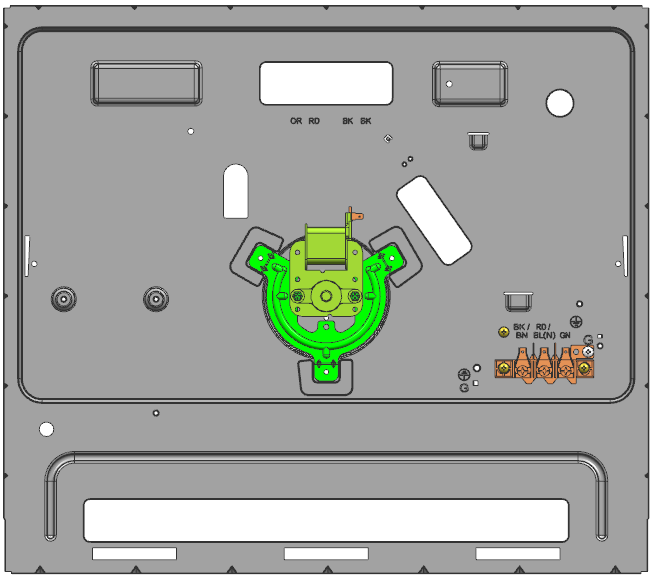 OR RD BK BK
BK / RD /
BN BL(N) GN
G
G